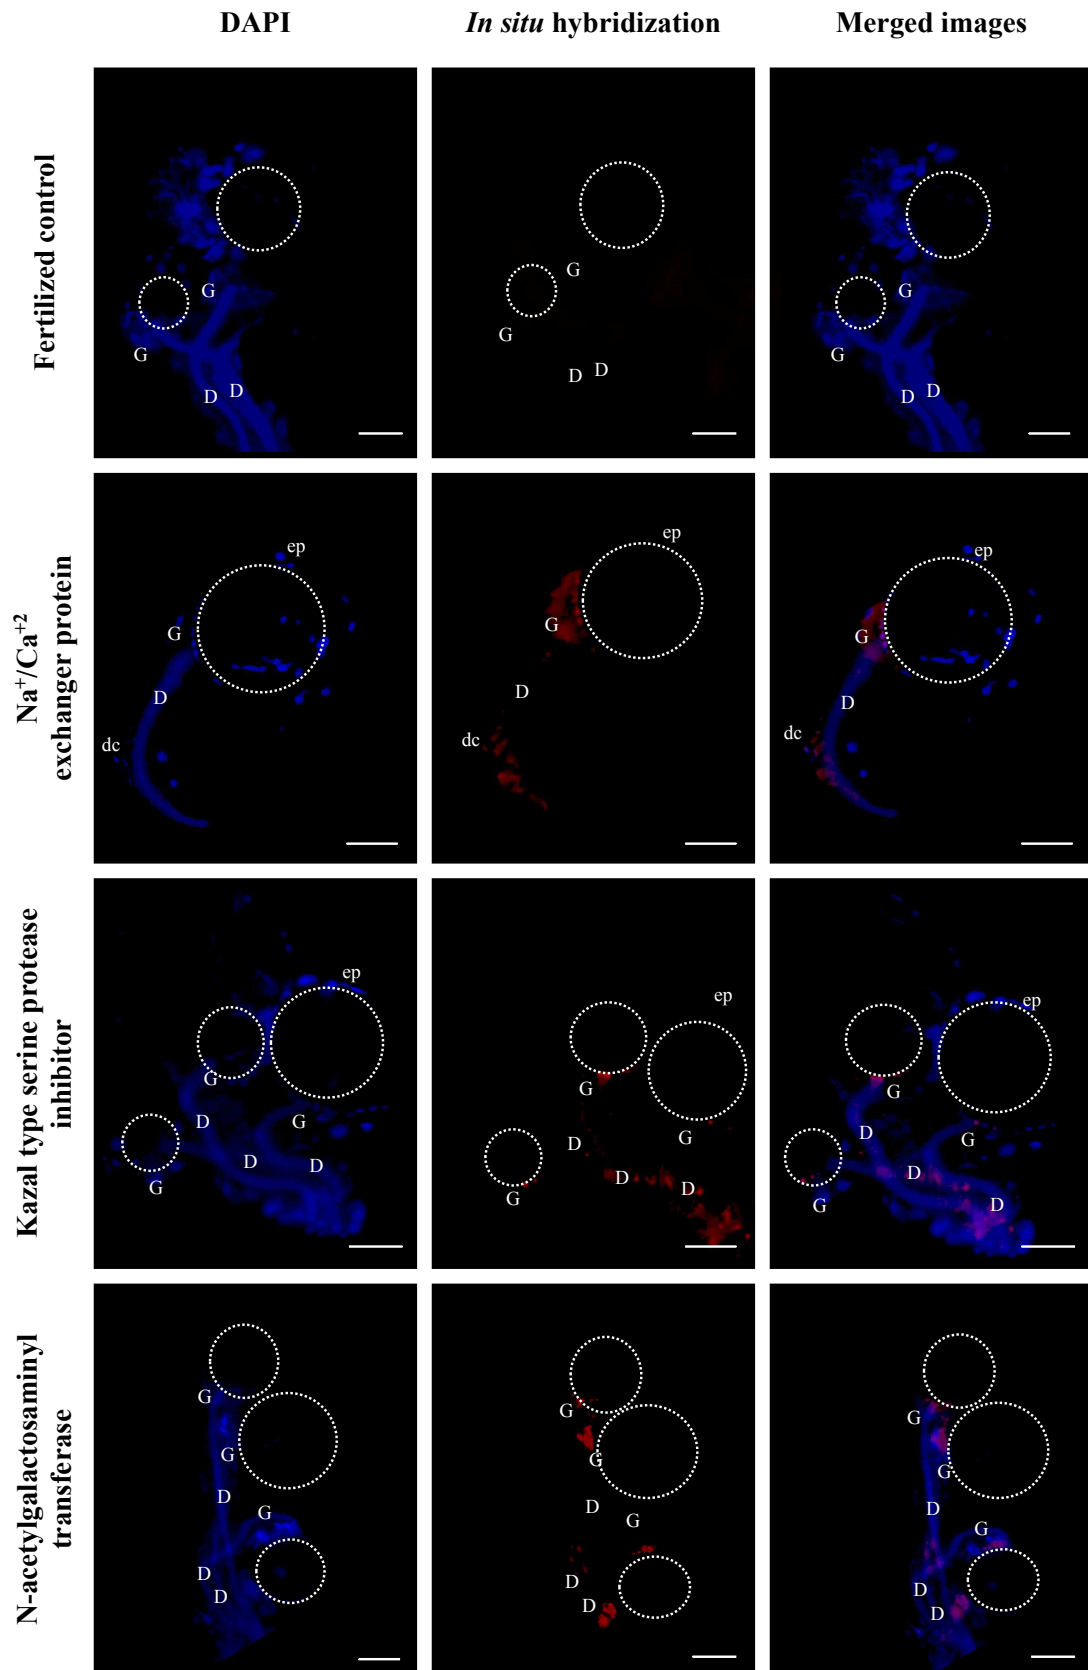 DAPI
In situ hybridization
Merged images
Fertilized control
G
G
D D
G
G
D D
G
G
D D
Na⁺/Ca⁺²
exchanger protein
ep
G
D
dc
ep
G
D
dc
ep
G
D
dc
Kazal type serine protease
inhibitor
ep
G
D
G
D
D
G
ep
G
D
G
D
D
G
ep
G
D
G
D
D
G
N-acetylgalactosaminyl
transferase
G
G
D
G
D
D
G
G
D
G
D
D
G
G
D
G
D
D